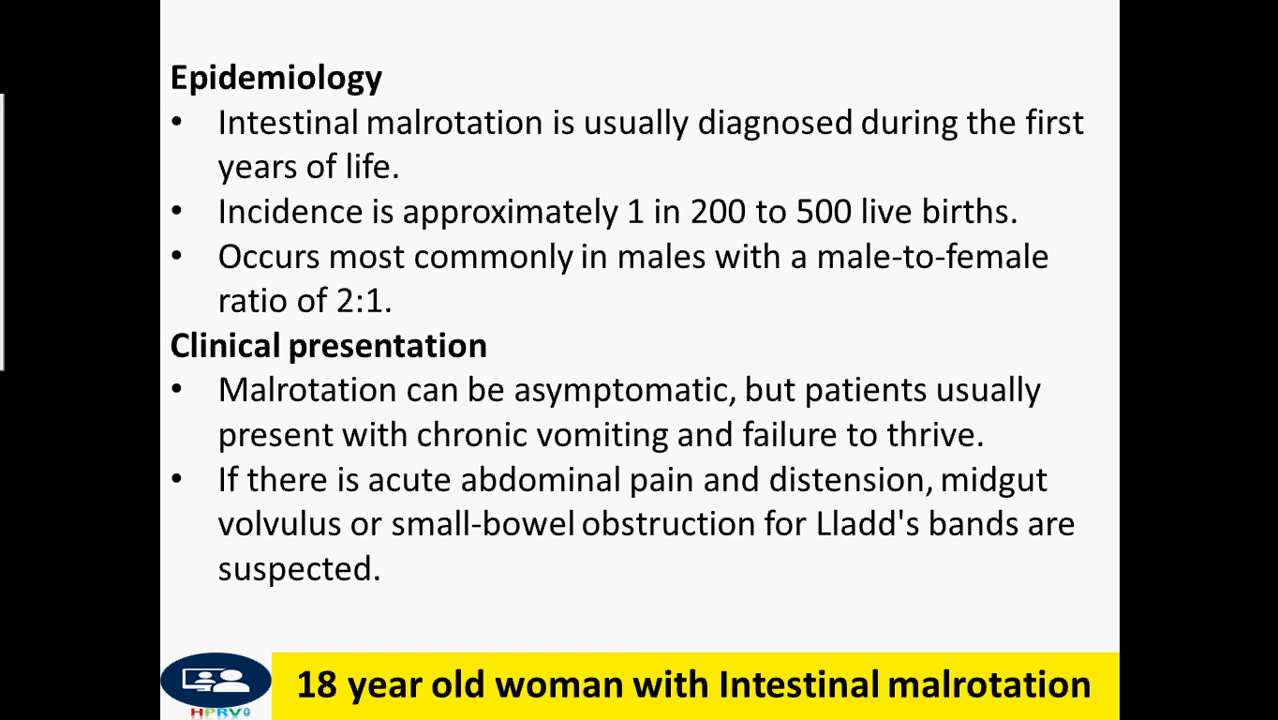 Epidemiology
• Intestinal malrotation is usually diagnosed during the first
years of life.
• Incidence is approximately 1 in 200 to 500 live births.
• Occurs most commonly in males with a male-to-female
ratio of 2:1.
Clinical presentation
• Malrotation can be asymptomatic, but patients usually
present with chronic vomiting and failure to thrive.
• If there is acute abdominal pain and distension, midgut
volvulus or small-bowel obstruction for Lladd's bands are
suspected.
18 year old woman with Intestinal malrotation
HPRV